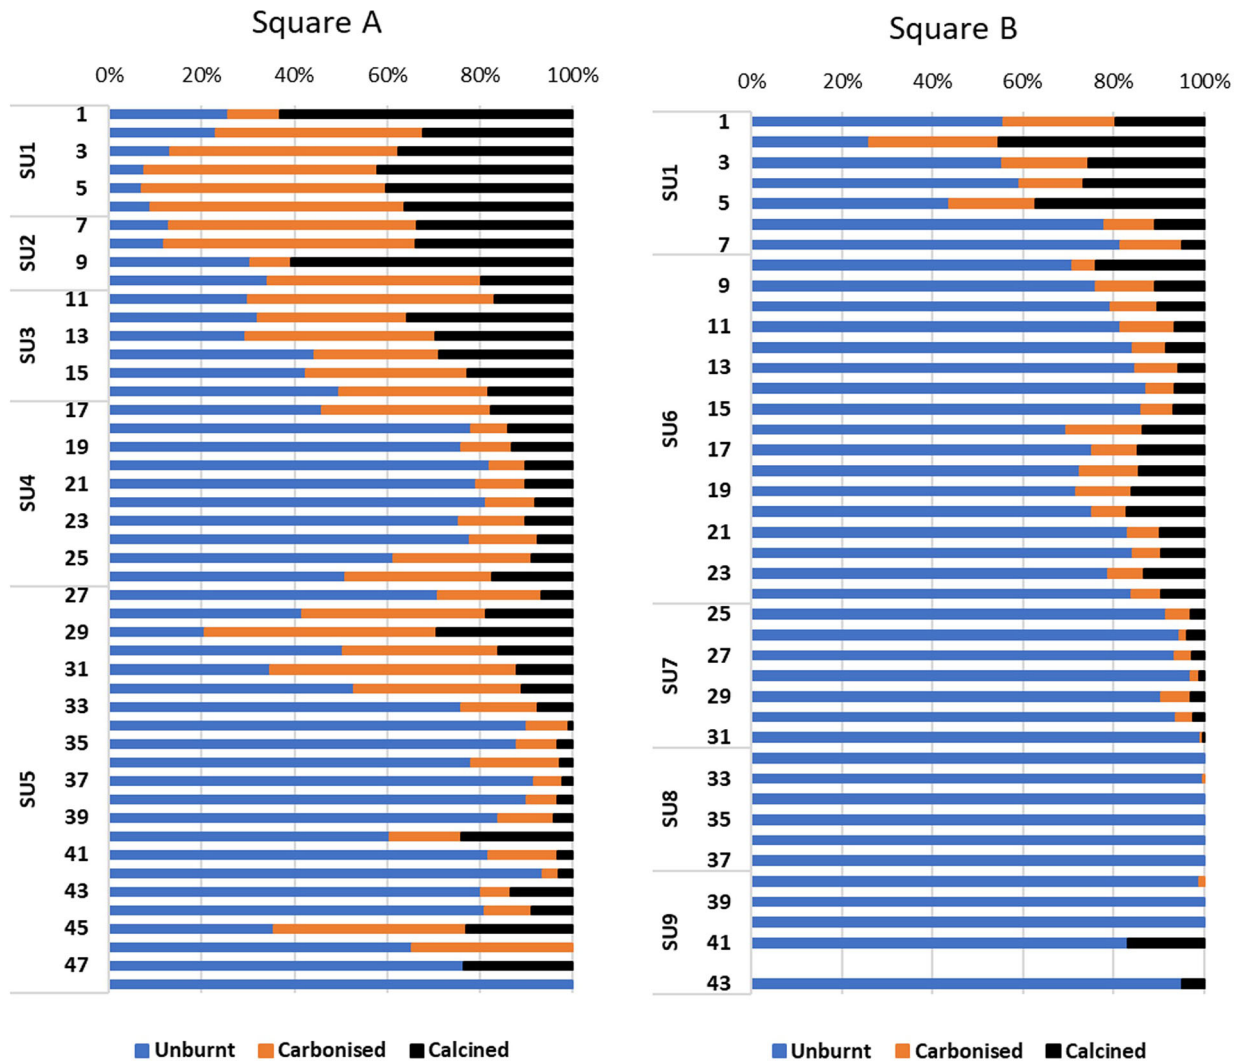 Square A
0% 20% 40% 60% 80% 100%
SU1
1
3
5
SU2
7
9
SU3
11
13
15
SU4
17
19
21
23
25
SU5
27
29
31
33
35
37
39
41
43
45
47
Unburnt Carbonised Calcined
Square B
0% 20% 40% 60% 80% 100%
SU1
1
3
5
7
SU6
9
11
13
15
17
19
21
23
SU7
25
27
29
31
SU8
33
35
37
SU9
39
41
43
Unburnt Carbonised Calcined